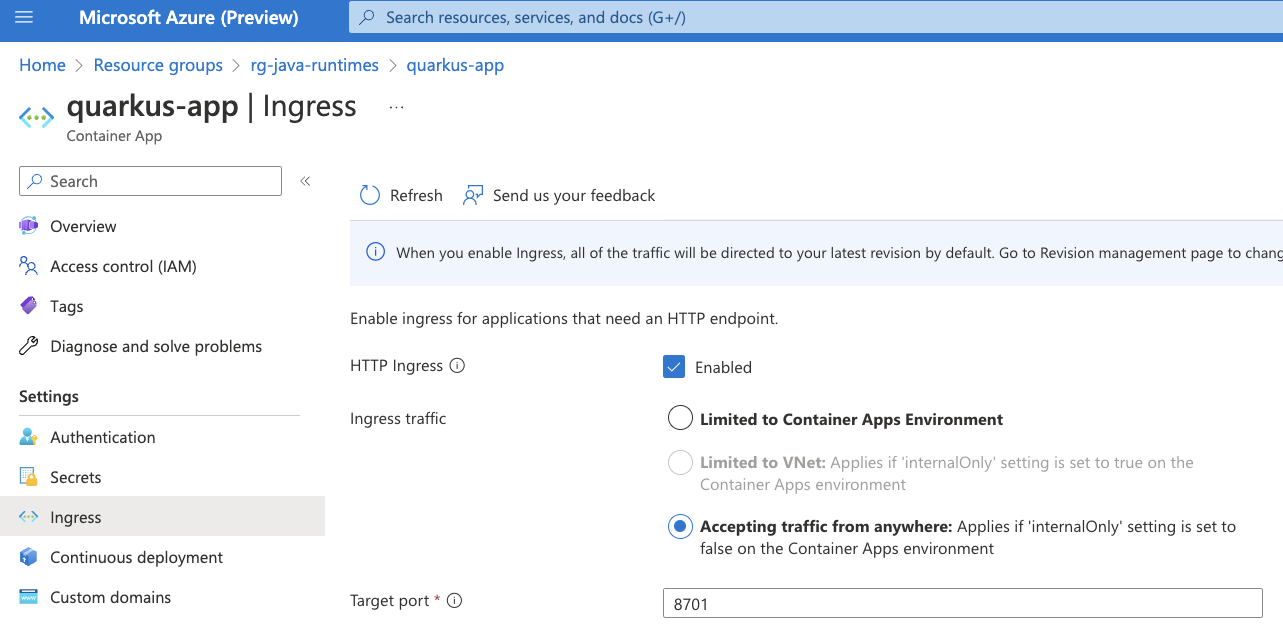 Microsoft Azure (Preview)
Search resources, services, and docs (G+/)
Home > Resource groups > rg-java-runtimes > quarkus-app
quarkus-app | Ingress ...
Container App
Search
«
Overview
Access control (IAM)
Tags
Diagnose and solve problems
Settings
Authentication
Secrets
Ingress
Continuous deployment
Custom domains
Refresh
Send us your feedback
When you enable Ingress, all of the traffic will be directed to your latest revision by default. Go to Revision management page to
Enable ingress for applications that need an HTTP endpoint.
HTTP Ingress
Enabled
Ingress traffic
Limited to Container Apps Environment
Limited to VNet: Applies if 'internalOnly' setting is set to true on the
Container Apps environment
Accepting traffic from anywhere: Applies if 'internalOnly' setting is set to
false on the Container Apps environment
Target port *
8701